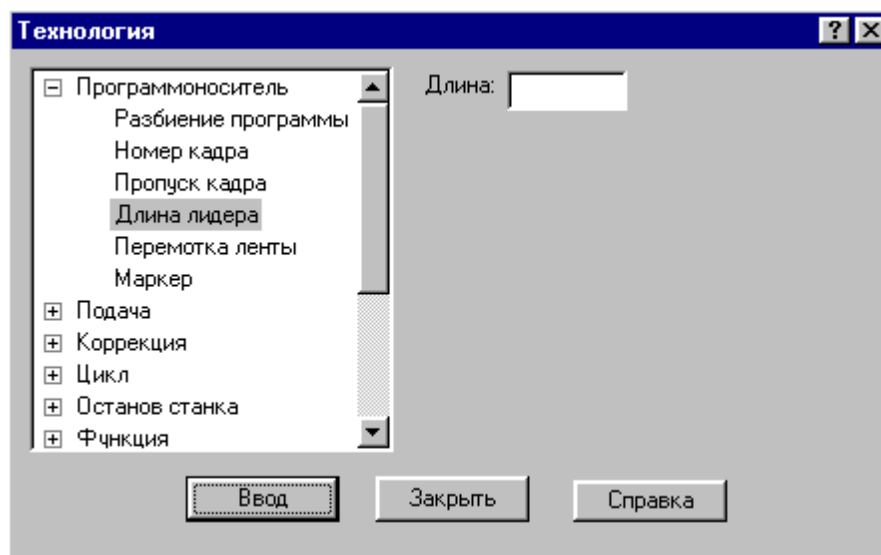 Технология
Программоноситель
Разбиение программы
Номер кадра
Пропуск кадра
Длина лидера
Перемотка ленты
Маркер
Подача
Коррекция
Цикл
Останов станка
Функция
Длина:
Ввод
Закрыть
Справка